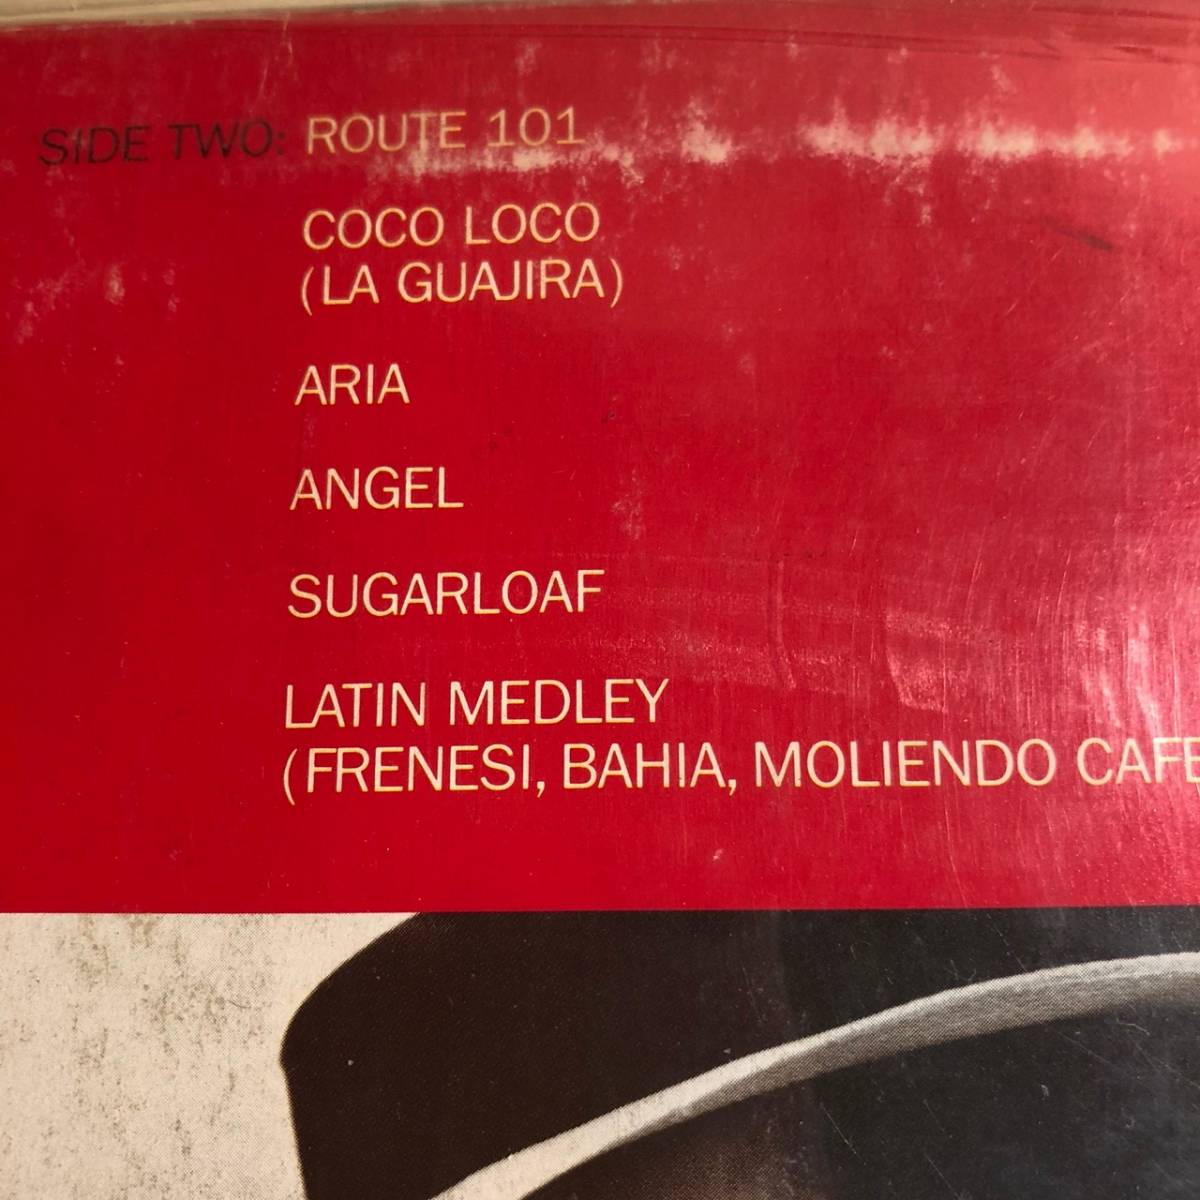 SIDE TWO: ROUTE 101
COCO LOCO
(LA GUAJIRA)
ARIA
ANGEL
SUGARLOAF
LATIN MEDLEY
(FRENESI, BAHIA, MOLIENDO CAFE